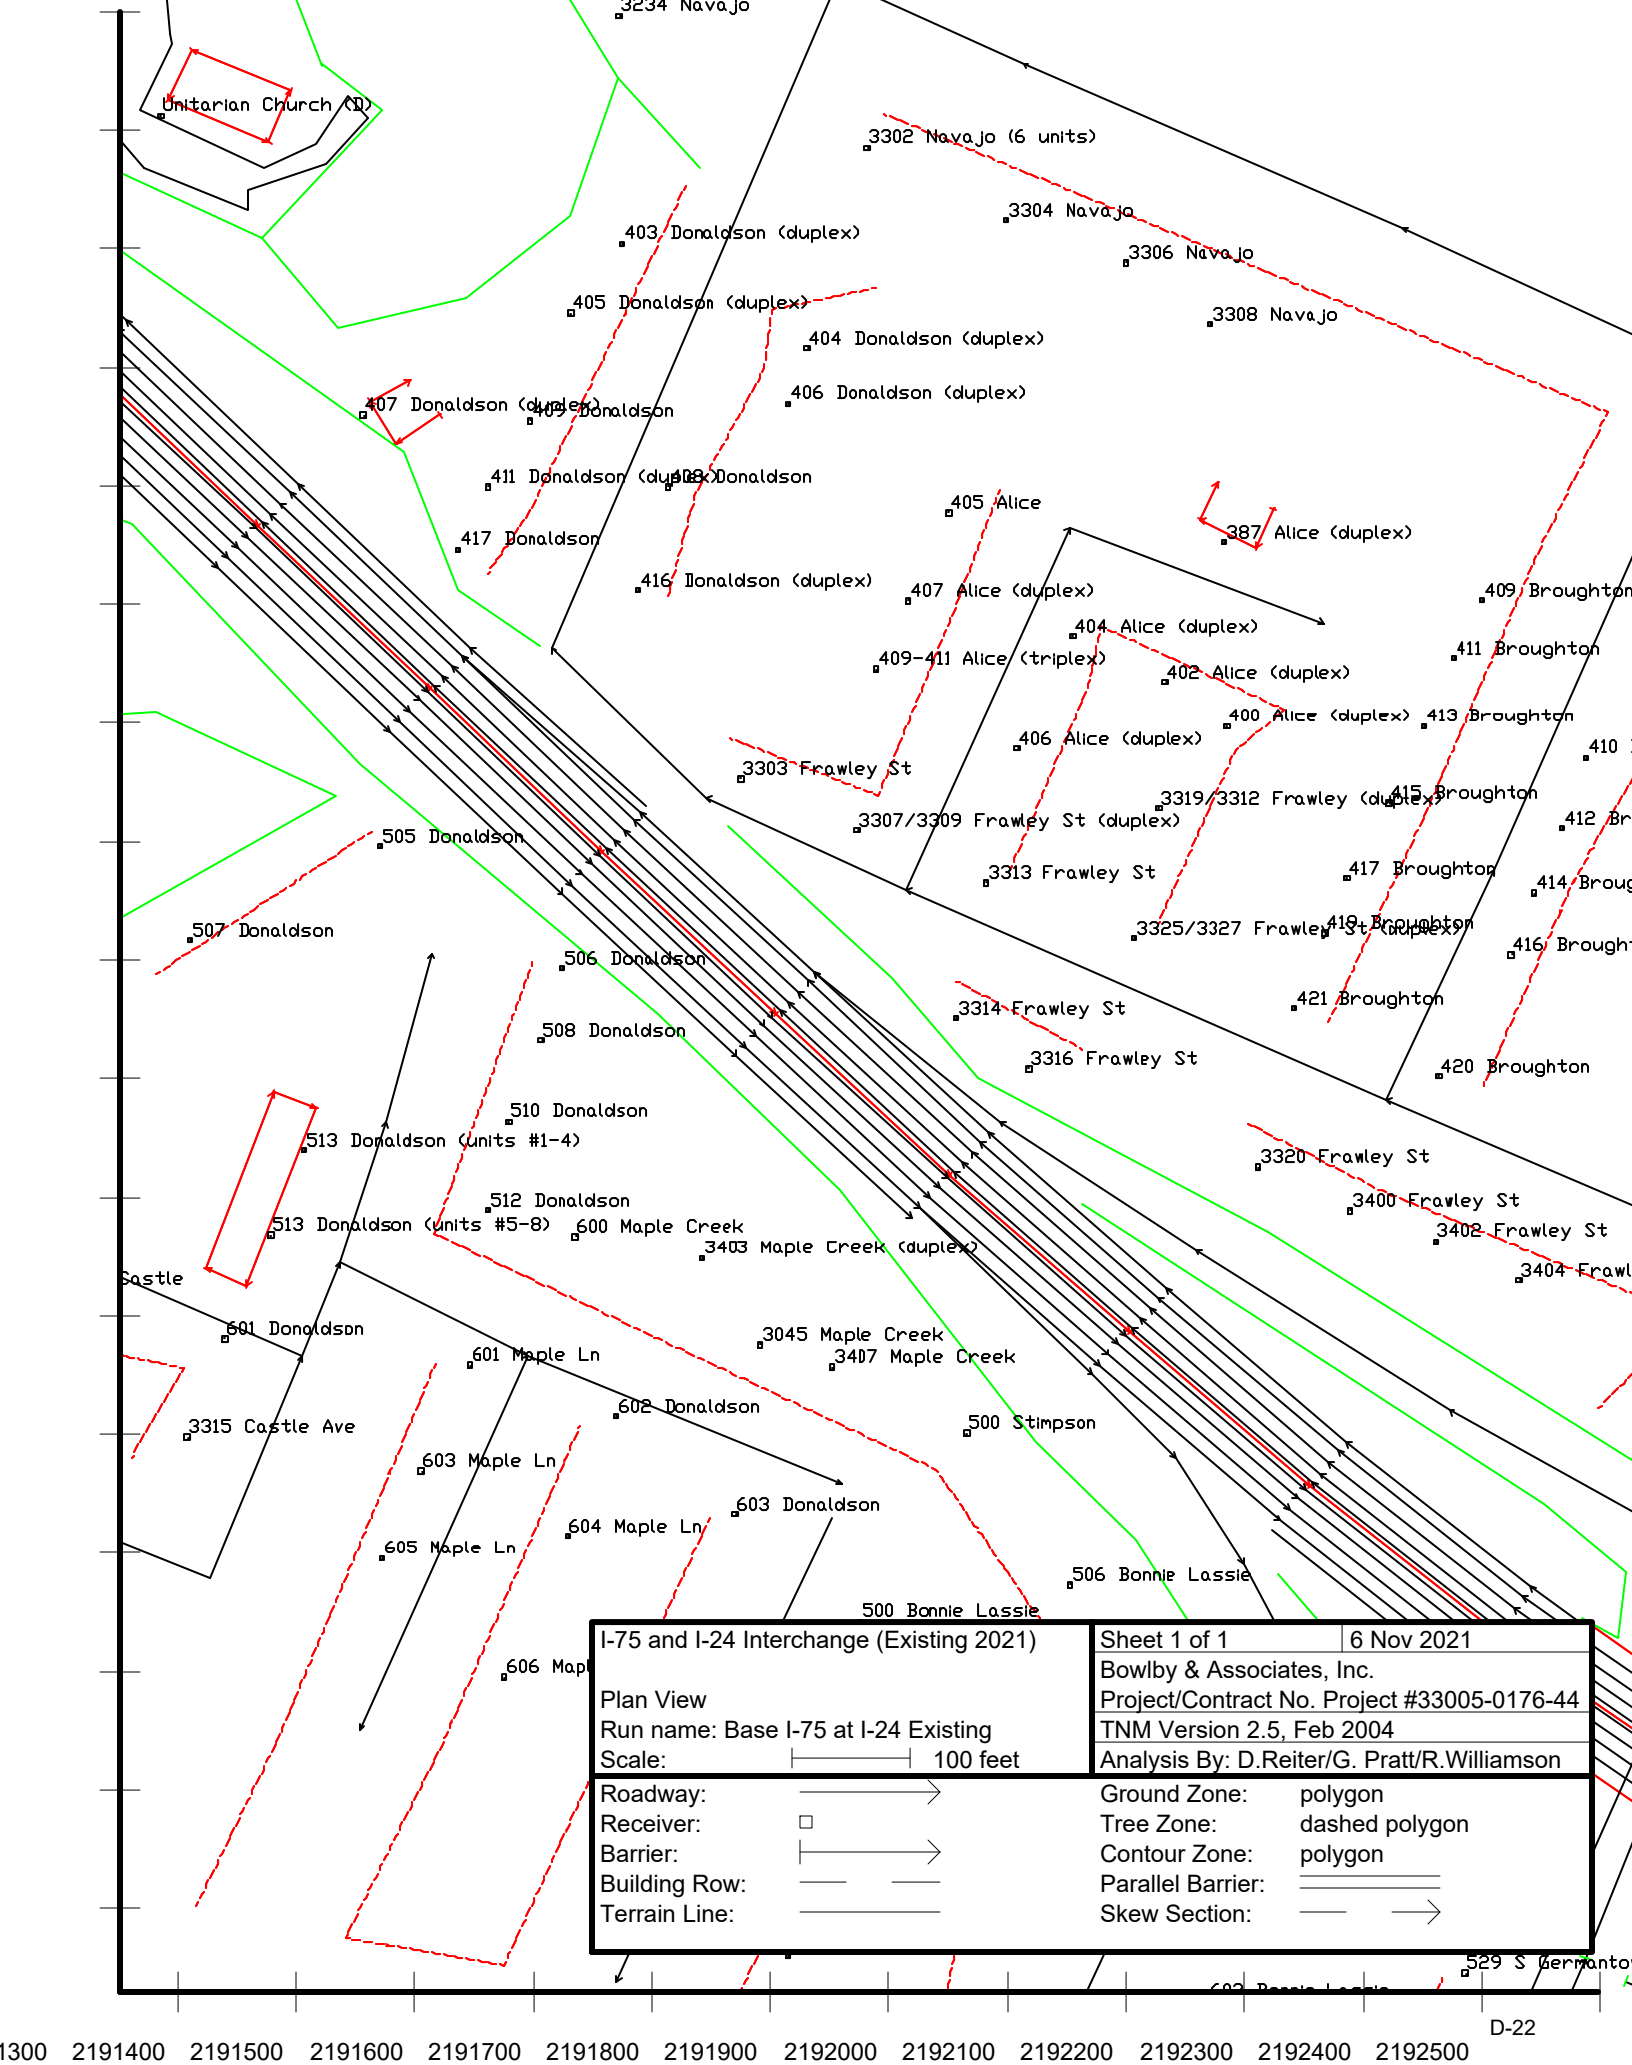 3234 Navajo
Unitarian Church (D)
3302 Navajo (6 units)
3304 Navajo
403 Donaldson (duplex)
3306 Navajo
405 Donaldson (duplex)
3308 Navajo
404 Donaldson (duplex)
406 Donaldson (duplex)
407 Donaldson (duplex)
409 Donaldson
411 Donaldson (duplex)
408 Donaldson
405 Alice
387 Alice (duplex)
417 Donaldson
416 Donaldson (duplex)
407 Alice (duplex)
409 Broughton
404 Alice (duplex)
411 Broughton
409-411 Alice (triplex)
402 Alice (duplex)
400 Alice (duplex)
413 Broughton
406 Alice (duplex)
410
3303 Frawley St
3319/3312 Frawley (duplex)
415 Broughton
3307/3309 Frawley St (duplex)
412 Br
505 Donaldson
3313 Frawley St
417 Broughton
414 Broug
507 Donaldson
3325/3327 Frawley St (duplex)
419 Broughton
416 Brought
506 Donaldson
421 Broughton
3314 Frawley St
508 Donaldson
3316 Frawley St
420 Broughton
510 Donaldson
513 Donaldson (units #1-4)
3320 Frawley St
512 Donaldson
3400 Frawley St
513 Donaldson (units #5-8)
600 Maple Creek
3402 Frawley St
3403 Maple Creek (duplex)
3404 Frawl
Castle
601 Donaldson
3045 Maple Creek
601 Maple Ln
3407 Maple Creek
602 Donaldson
3315 Castle Ave
500 Stimpson
603 Maple Ln
603 Donaldson
604 Maple Ln
605 Maple Ln
506 Bonnie Lassie
500 Bonnie Lassie
606 Mapl
I-75 and I-24 Interchange (Existing 2021)
Sheet 1 of 1
6 Nov 2021
Bowlby & Associates, Inc.
Plan View
Project/Contract No. Project #33005-0176-44
Run name: Base I-75 at I-24 Existing
TNM Version 2.5, Feb 2004
Scale: 100 feet
Analysis By: D.Reiter/G. Pratt/R.Williamson
Roadway:
Ground Zone: polygon
Receiver:
Tree Zone: dashed polygon
Barrier:
Contour Zone: polygon
Building Row:
Parallel Barrier:
Terrain Line:
Skew Section:
529 S Germanto
D-22
1300 2191400 2191500 2191600 2191700 2191800 2191900 2192000 2192100 2192200 2192300 2192400 2192500